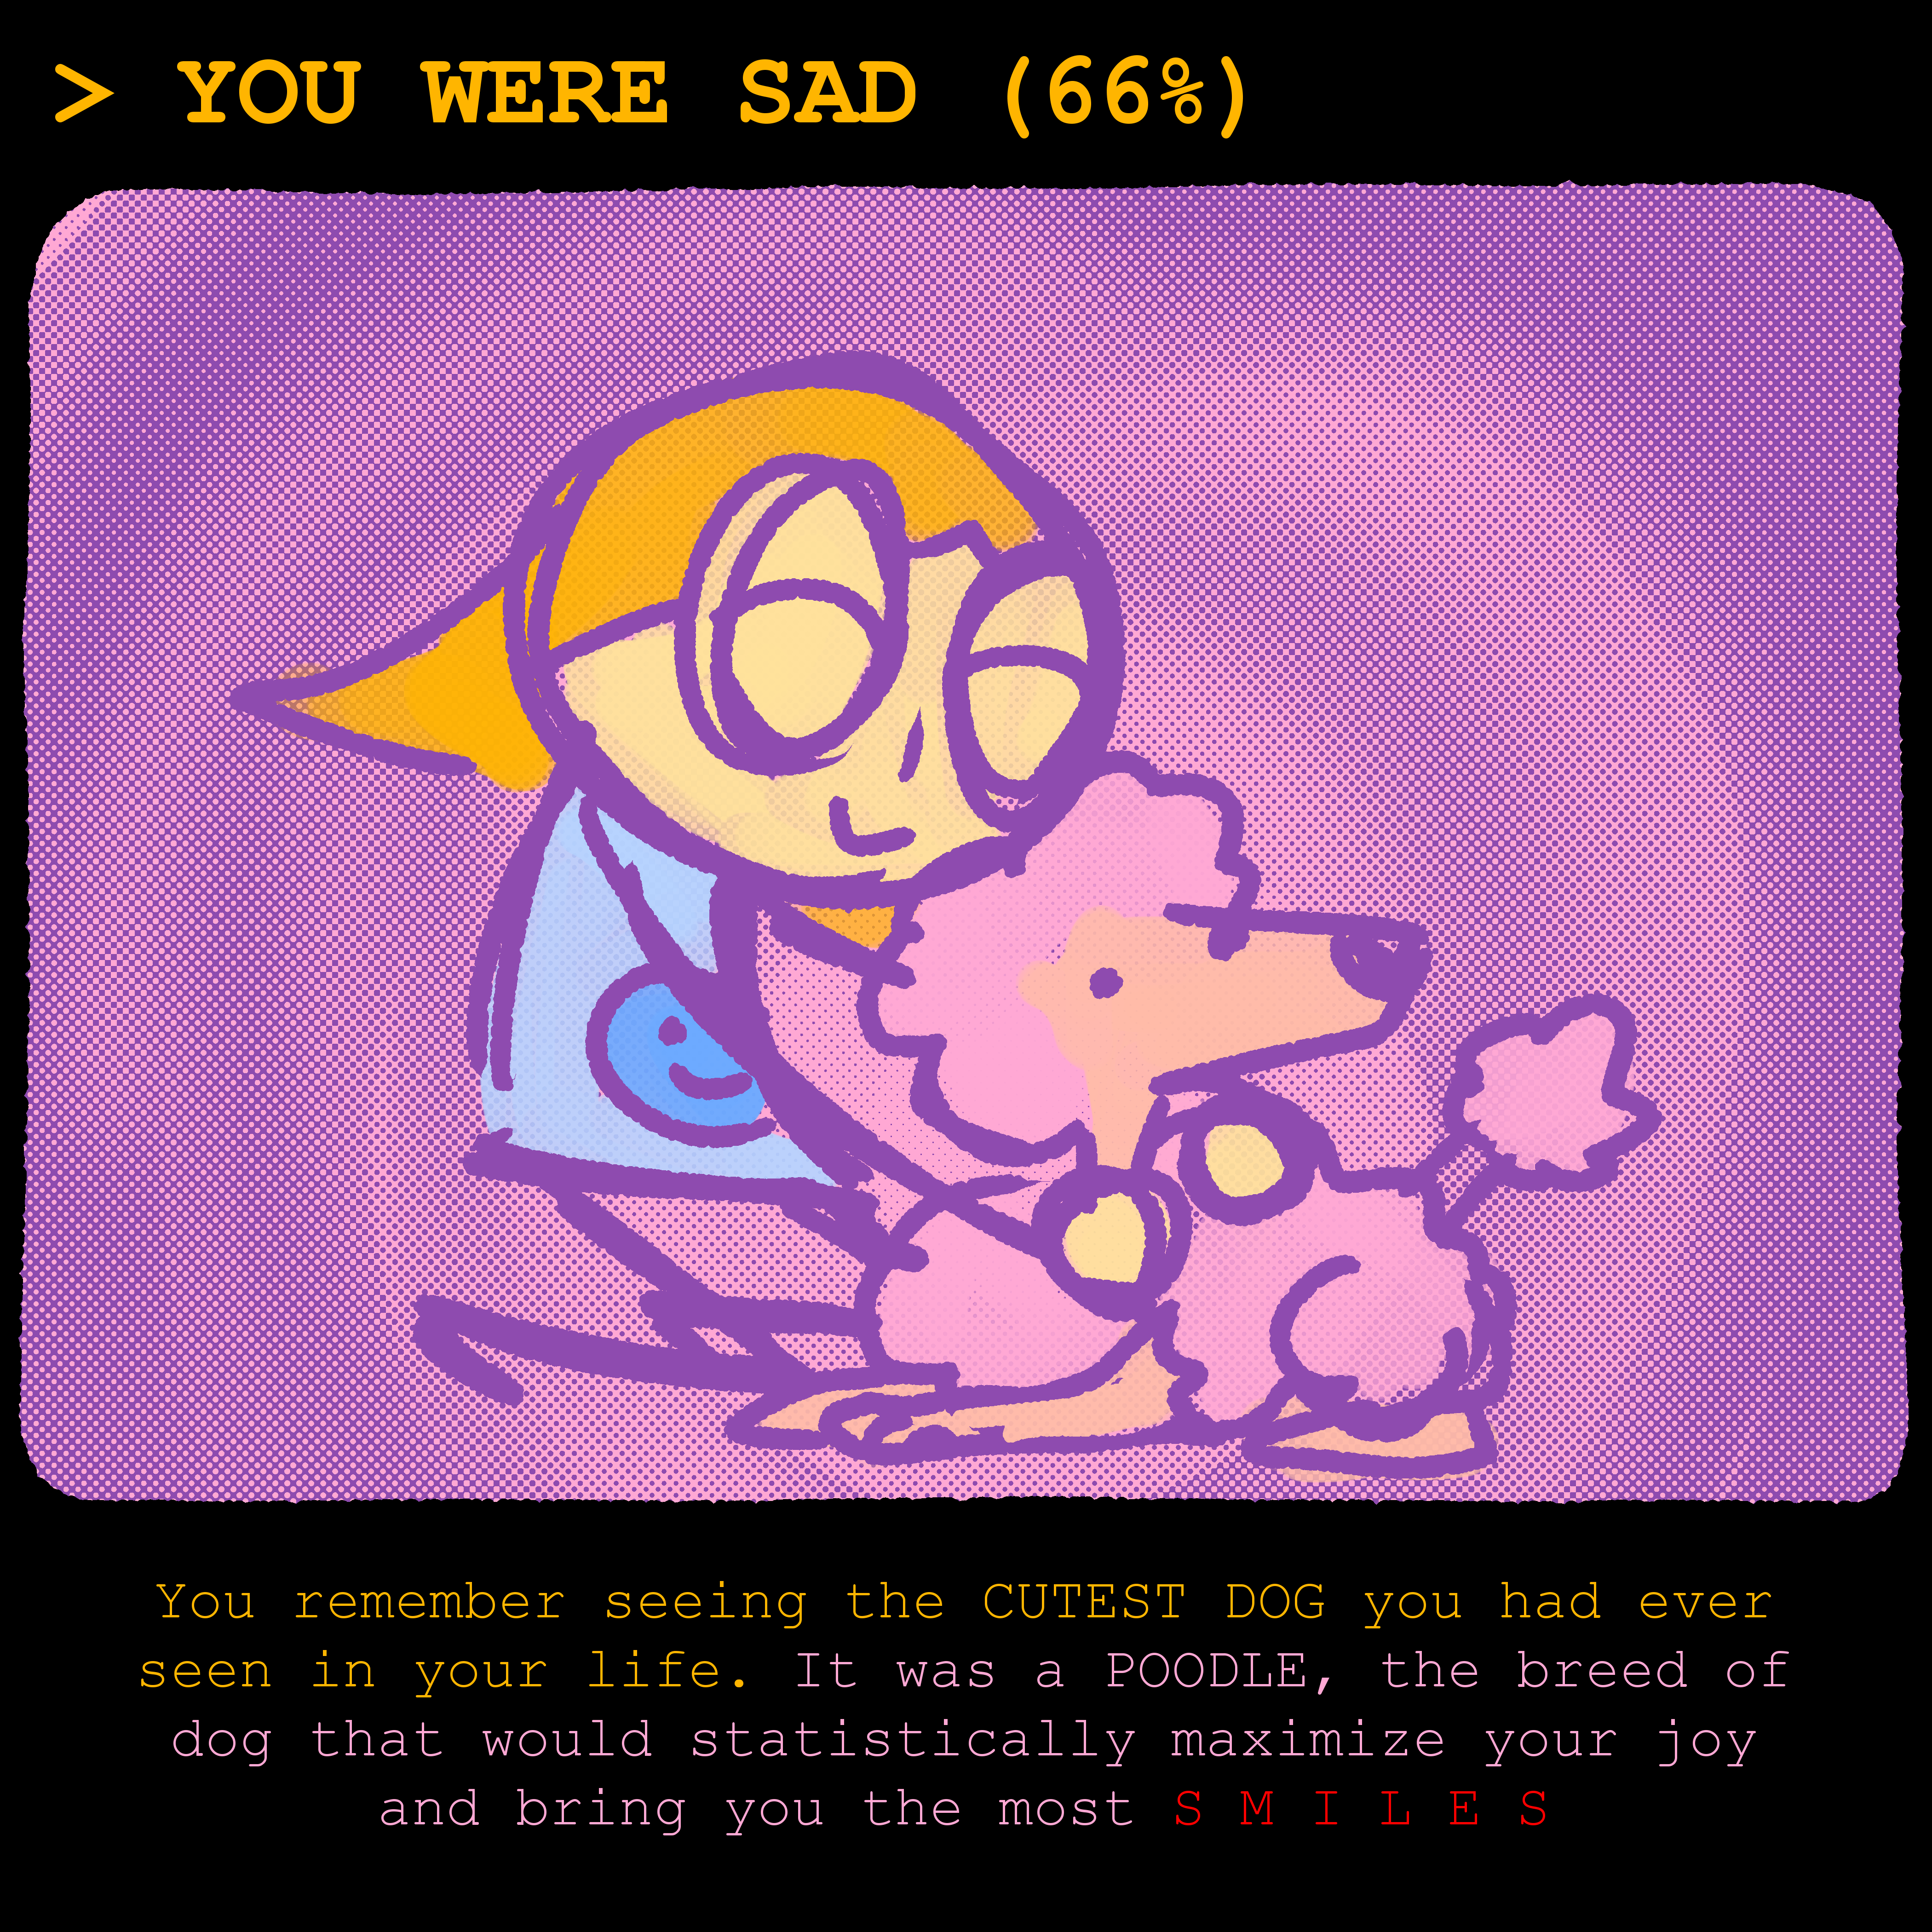 > YOU WERE SAD (66%)
You remember seeing the CUTEST DOG you had ever
seen in your life. It was a POODLE, the breed of
dog that would statistically maximize your joy
and bring you the most S M I L E S